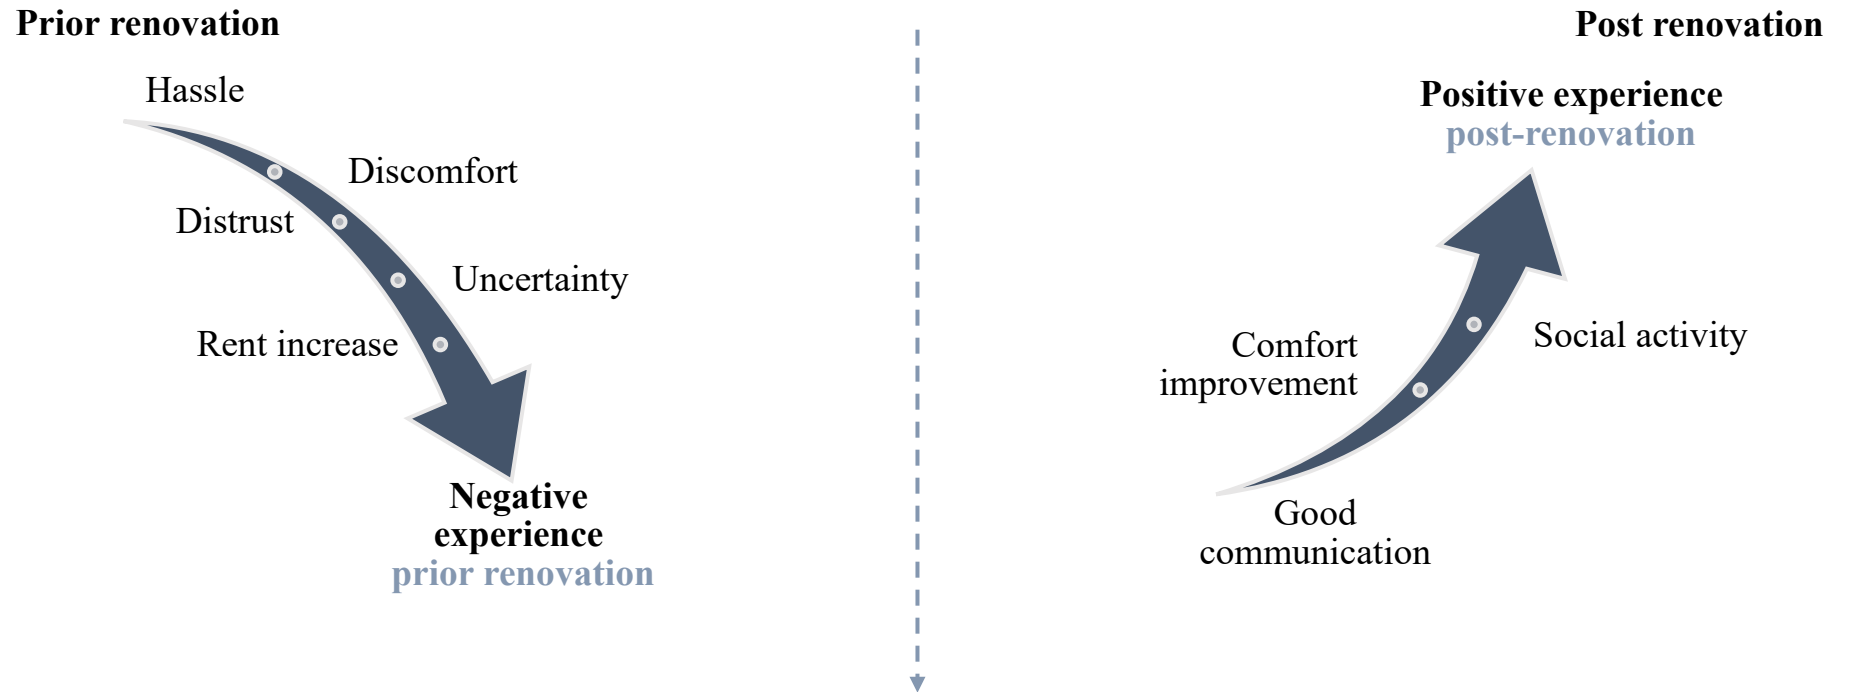 Prior renovation
Hassle
Discomfort
Distrust
Uncertainty
Rent increase
Negative
experience
prior renovation
Post renovation
Positive experience
post-renovation
Comfort
improvement
Social activity
Good
communication